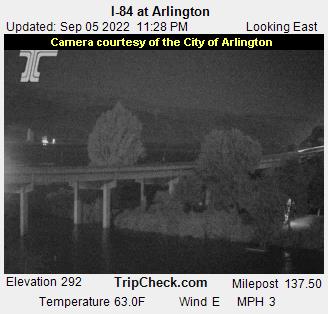 I-84 at Arlington
Updated: Sep 05 2022 11:28 PM Looking East
Camera courtesy of the City of Arlington
Elevation 292 TripCheck.com Milepost 137.50
Temperature 63.0F Wind E MPH 3